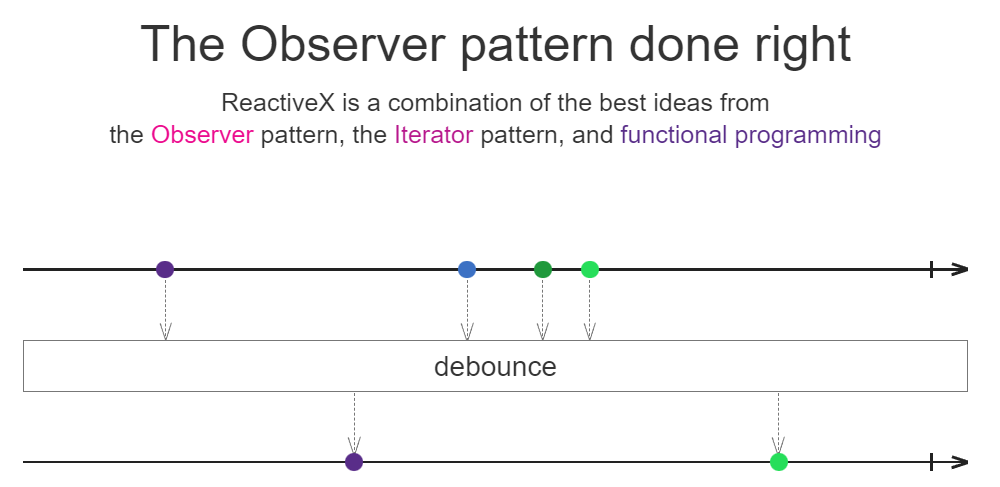 The Observer pattern done right
ReactiveX is a combination of the best ideas from
the Observer pattern, the Iterator pattern, and functional programming
debounce